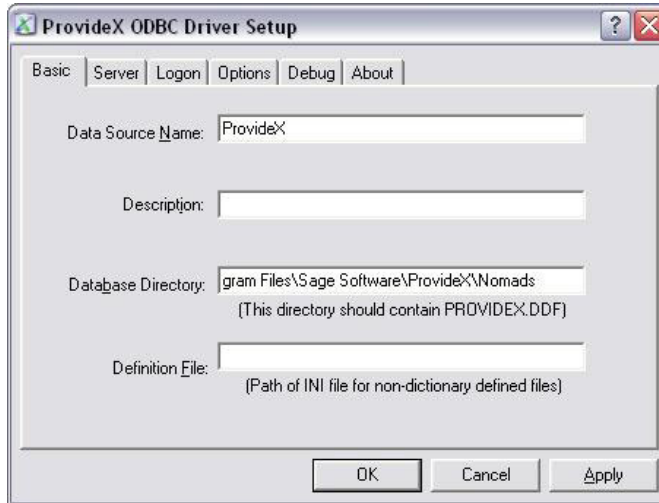 ProvideX ODBC Driver Setup
?
Basic Server Logon Options Debug About
Data Source Name: ProvideX
Description:
Database Directory: gram Files\Sage Software\ProvideX\Nomads
(This directory should contain PROVIDEX.DDF)
Definition File:
(Path of INI file for non-dictionary defined files)
OK Cancel Apply